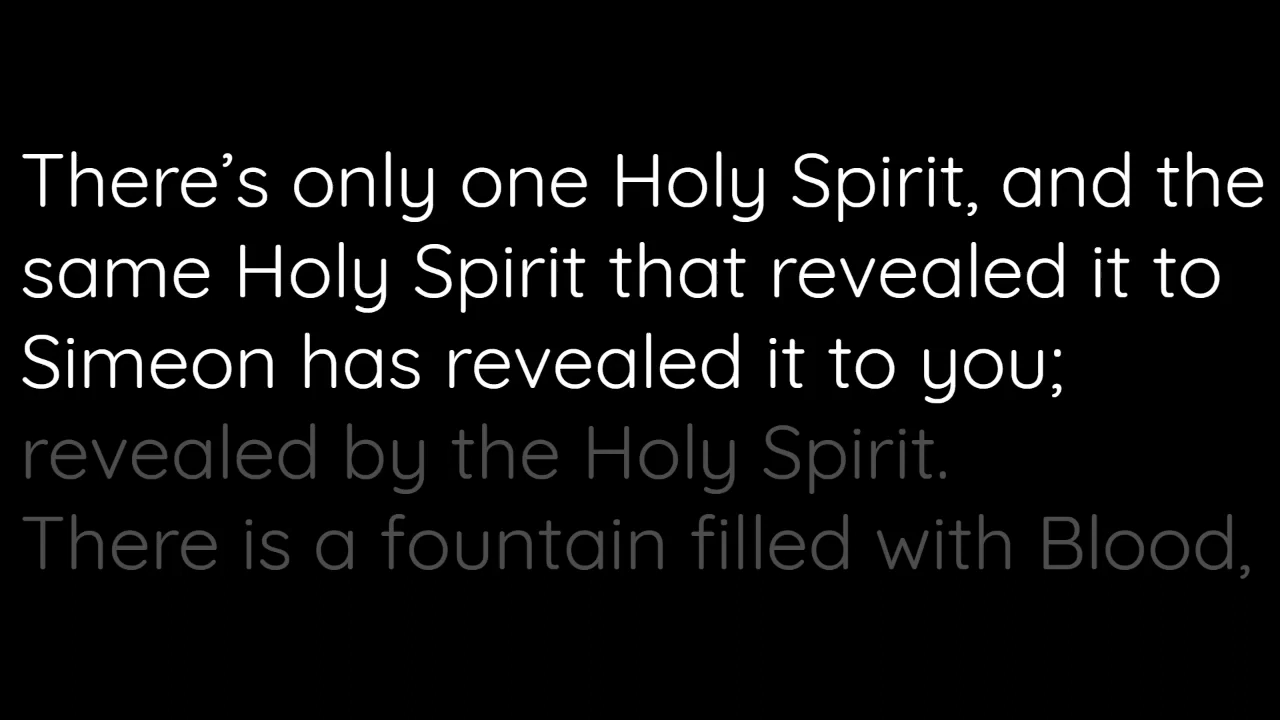 There’s only one Holy Spirit, and the
same Holy Spirit that revealed it to
Simeon has revealed it to you;
revealed by the Holy Spirit.
There is a fountain filled with Blood,